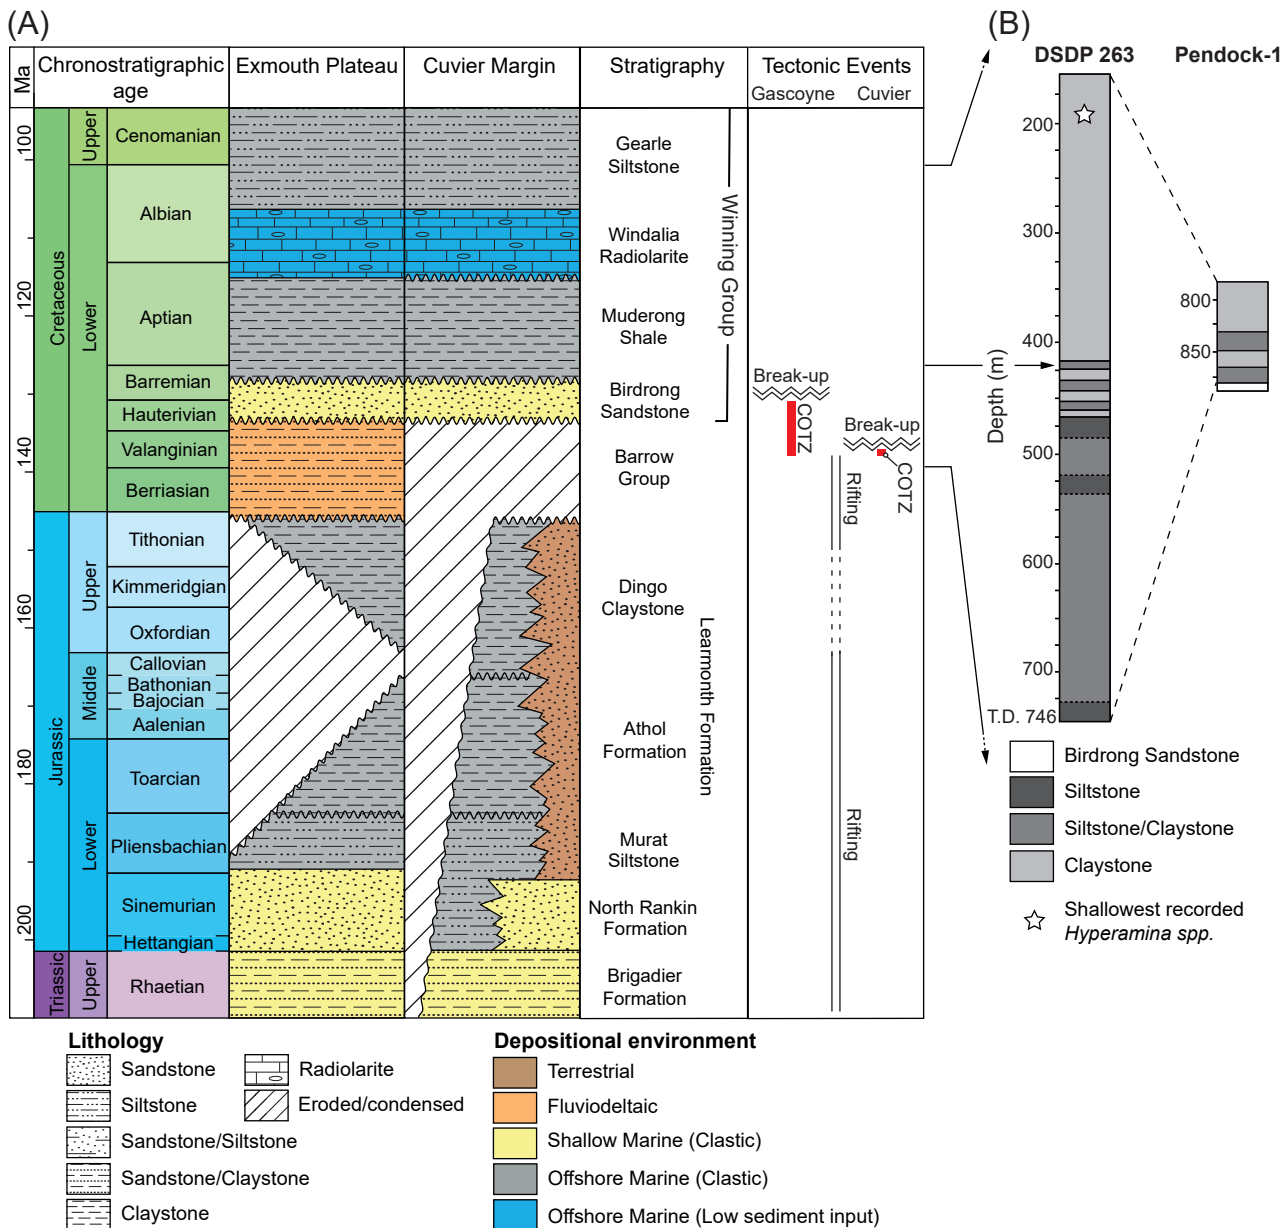 (A)
(B)
Ma
Chronostratigraphic
age
Exmouth Plateau
Cuvier Margin
Stratigraphy
Tectonic Events
Gascoyne
Cuvier
100
120
140
160
180
200
Cretaceous
Jurassic
Triassic
Upper
Lower
Upper
Middle
Lower
Upper
Cenomanian
Albian
Aptian
Barremian
Hauterivian
Valanginian
Berriasian
Tithonian
Kimmeridgian
Oxfordian
Callovian
Bathonian
Bajocian
Aalenian
Toarcian
Pliensbachian
Sinemurian
Hettangian
Rhaetian
Gearle
Siltstone
Windalia
Radiolarite
Muderong
Shale
Birdrong
Sandstone
Winning Group
Barrow
Group
Dingo
Claystone
Learmonth Formation
Athol
Formation
Murat
Siltstone
North Rankin
Formation
Brigadier
Formation
Break-up
COTZ
Break-up
COTZ
Rifting
Rifting
DSDP 263
Pendock-1
Depth (m)
200
300
400
500
600
700
T.D. 746
800
850
Birdrong Sandstone
Siltstone
Siltstone/Claystone
Claystone
Shallowest recorded
Hyperamina spp.
Lithology
Sandstone
Siltstone
Sandstone/Siltstone
Sandstone/Claystone
Claystone
Radiolarite
Eroded/condensed
Depositional environment
Terrestrial
Fluviodeltaic
Shallow Marine (Clastic)
Offshore Marine (Clastic)
Offshore Marine (Low sediment input)